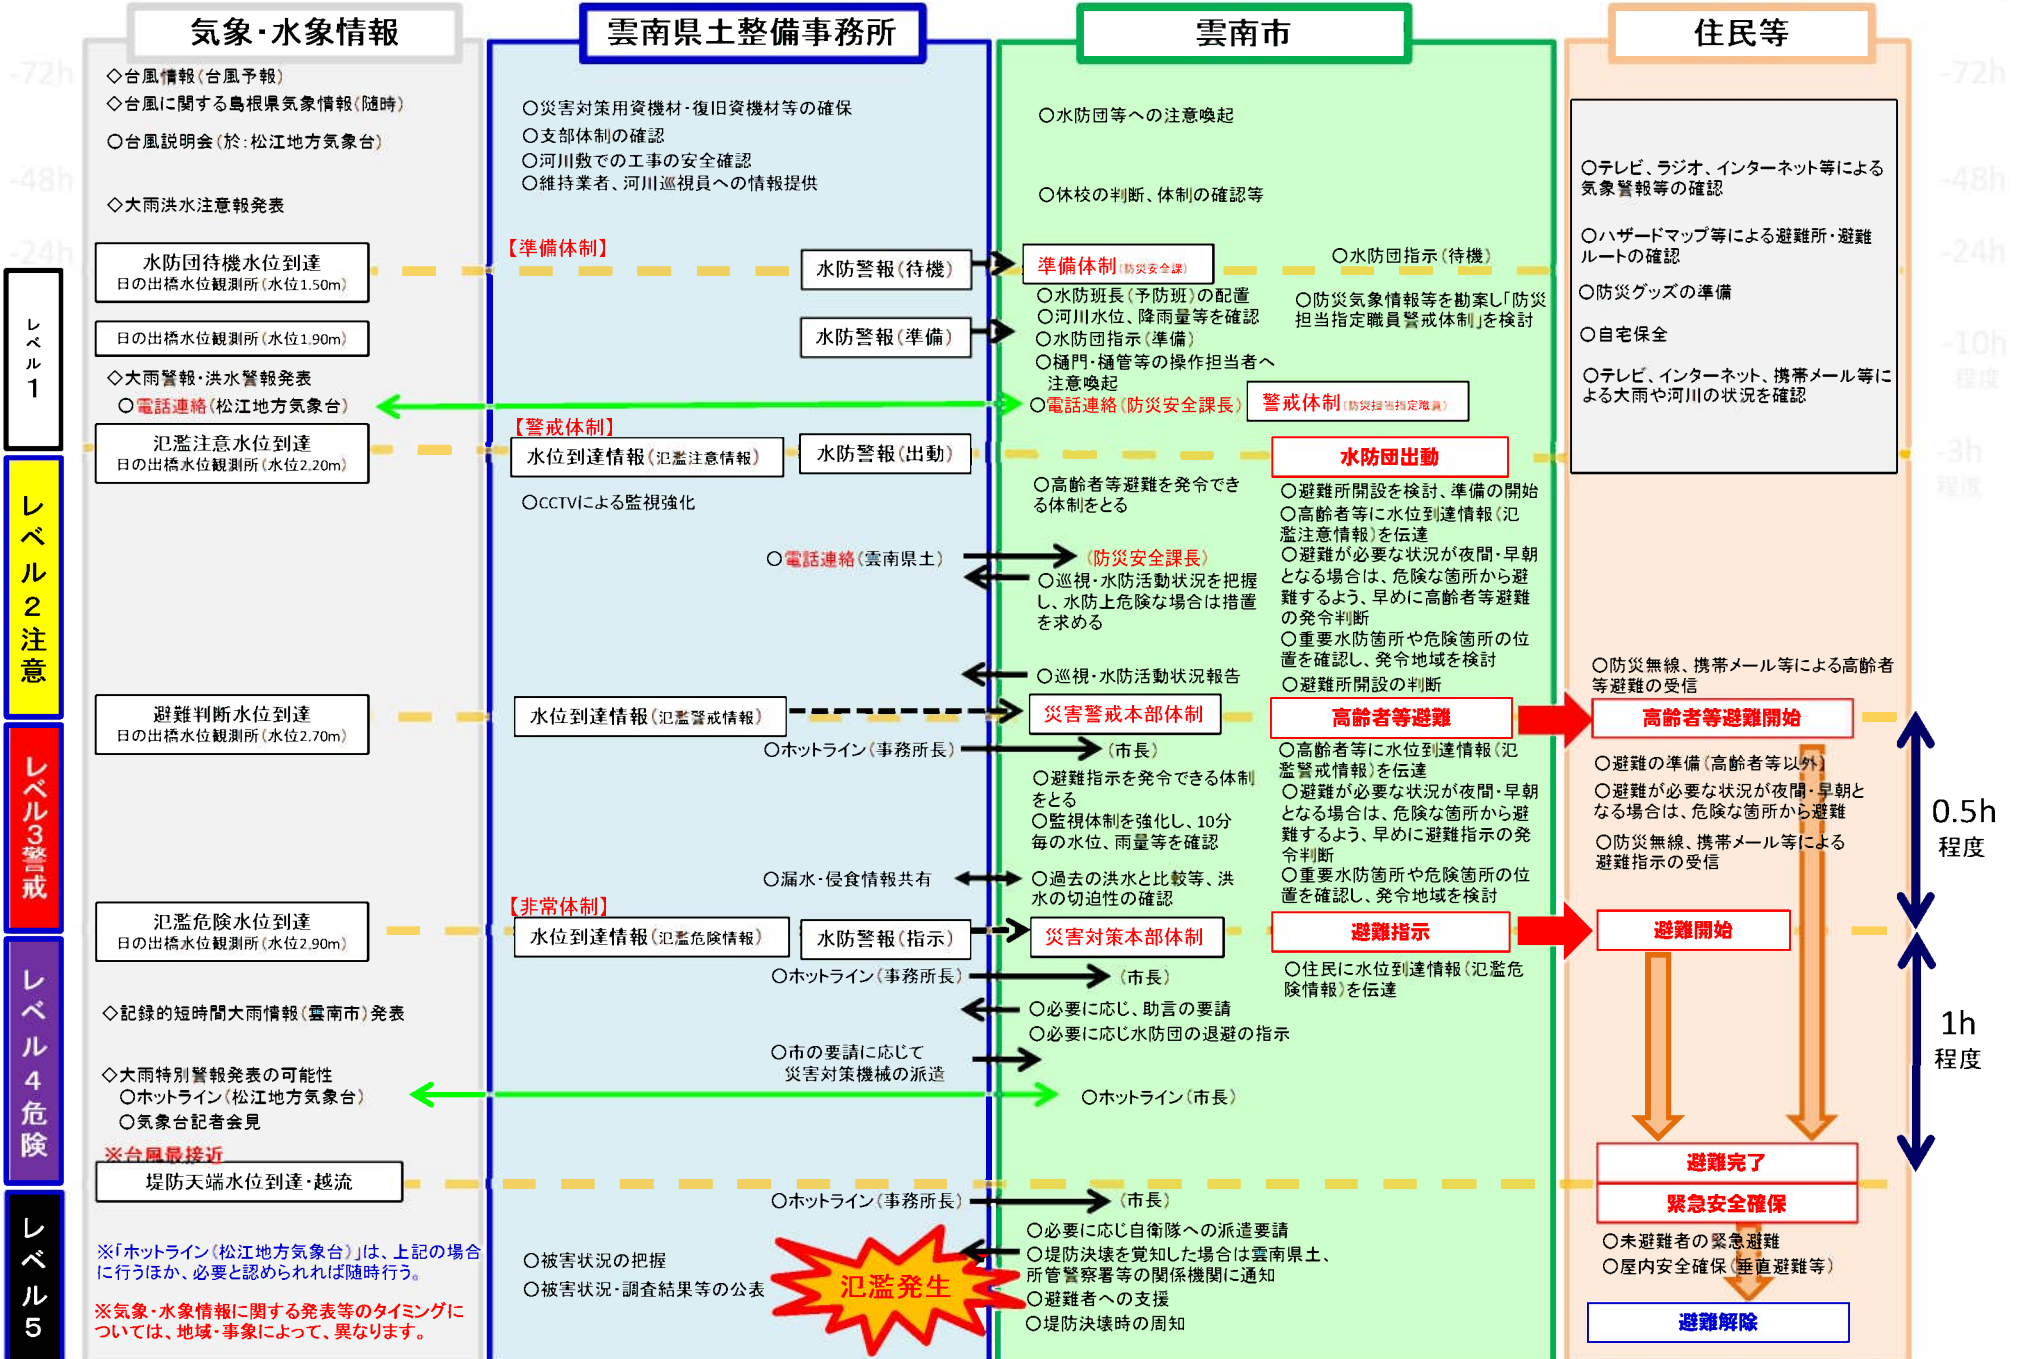 気象・水象情報
雲南県土整備事務所
雲南市
住民等
-72h
-48h
-24h
◇台風情報(台風予報)
◇台風に関する島根県気象情報(随時)
○台風説明会(於:松江地方気象台)
◇大雨洪水注意報発表
水防団待機水位到達
日の出橋水位観測所(水位1.50m)
日の出橋水位観測所(水位1.90m)
◇大雨警報・洪水警報発表
○電話連絡(松江地方気象台)
氾濫注意水位到達
日の出橋水位観測所(水位2.20m)
避難判断水位到達
日の出橋水位観測所(水位2.70m)
氾濫危険水位到達
日の出橋水位観測所(水位2.90m)
◇記録的短時間大雨情報(雲南市)発表
◇大雨特別警報発表の可能性
○ホットライン(松江地方気象台)
○気象台記者会見
※台風最接近
堤防天端水位到達・越流
※「ホットライン(松江地方気象台)」は、上記の場合
に行うほか、必要と認められれば随時行う。
※気象・水象情報に関する発表等のタイミングに
ついては、地域・事象によって、異なります。
レベル1
レベル2注意
レベル3警戒
レベル4危険
レベル5
○災害対策用資機材・復旧資機材等の確保
○支部体制の確認
○河川敷での工事の安全確認
○維持業者、河川巡視員への情報提供
【準備体制】
水防警報(待機)
水防警報(準備)
【警戒体制】
水位到達情報(氾濫注意情報)
水防警報(出動)
○CCTVによる監視強化
○電話連絡(雲南県土)
水位到達情報(氾濫警戒情報)
○ホットライン(事務所長)
○漏水・侵食情報共有
【非常体制】
水位到達情報(氾濫危険情報)
水防警報(指示)
○ホットライン(事務所長)
○市の要請に応じて
災害対策機械の派遣
○ホットライン(事務所長)
○被害状況の把握
○被害状況・調査結果等の公表
氾濫発生
○水防団等への注意喚起
○休校の判断、体制の確認等
準備体制(防災安全課)
○水防団指示(待機)
○水防班長(予防班)の配置
○河川水位、降雨量等を確認
○水防団指示(準備)
○樋門・樋管等の操作担当者へ
注意喚起
○防災気象情報等を勘案し「防災
担当指定職員警戒体制」を検討
○電話連絡(防災安全課長)
警戒体制(防災担当指定職員)
水防団出動
○高齢者等避難を発令でき
る体制をとる
(防災安全課長)
○巡視・水防活動状況を把握
し、水防上危険な場合は措置
を求める
○巡視・水防活動状況報告
○避難所開設を検討、準備の開始
○高齢者等に水位到達情報(氾
濫注意情報)を伝達
○避難が必要な状況が夜間・早朝
となる場合は、危険な箇所から避
難するよう、早めに高齢者等避難
の発令判断
○重要水防箇所や危険箇所の位
置を確認し、発令地域を検討
○避難所開設の判断
災害警戒本部体制
高齢者等避難
(市長)
○避難指示を発令できる体制
をとる
○監視体制を強化し、10分
毎の水位、雨量等を確認
○過去の洪水と比較等、洪
水の切迫性の確認
○高齢者等に水位到達情報(氾
濫警戒情報)を伝達
○避難が必要な状況が夜間・早朝
となる場合は、危険な箇所から避
難するよう、早めに避難指示の発
令判断
○重要水防箇所や危険箇所の位
置を確認し、発令地域を検討
災害対策本部体制
避難指示
(市長)
○住民に水位到達情報(氾濫危
険情報)を伝達
○必要に応じ、助言の要請
○必要に応じ水防団の退避の指示
○ホットライン(市長)
(市長)
○必要に応じ自衛隊への派遣要請
○堤防決壊を覚知した場合は雲南県土、
所管警察署等の関係機関に通知
○避難者への支援
○堤防決壊時の周知
○テレビ、ラジオ、インターネット等による
気象警報等の確認
○ハザードマップ等による避難所・避難
ルートの確認
○防災グッズの準備
○自宅保全
○テレビ、インターネット、携帯メール等に
よる大雨や河川の状況を確認
○防災無線、携帯メール等による高齢者
等避難の受信
高齢者等避難開始
○避難の準備(高齢者等以外)
○避難が必要な状況が夜間・早朝と
なる場合は、危険な箇所から避難
○防災無線、携帯メール等による
避難指示の受信
避難開始
避難完了
緊急安全確保
○未避難者の緊急避難
○屋内安全確保(垂直避難等)
避難解除
-72h
-48h
-24h
-10h
程度
-3h
程度
0.5h
程度
1h
程度